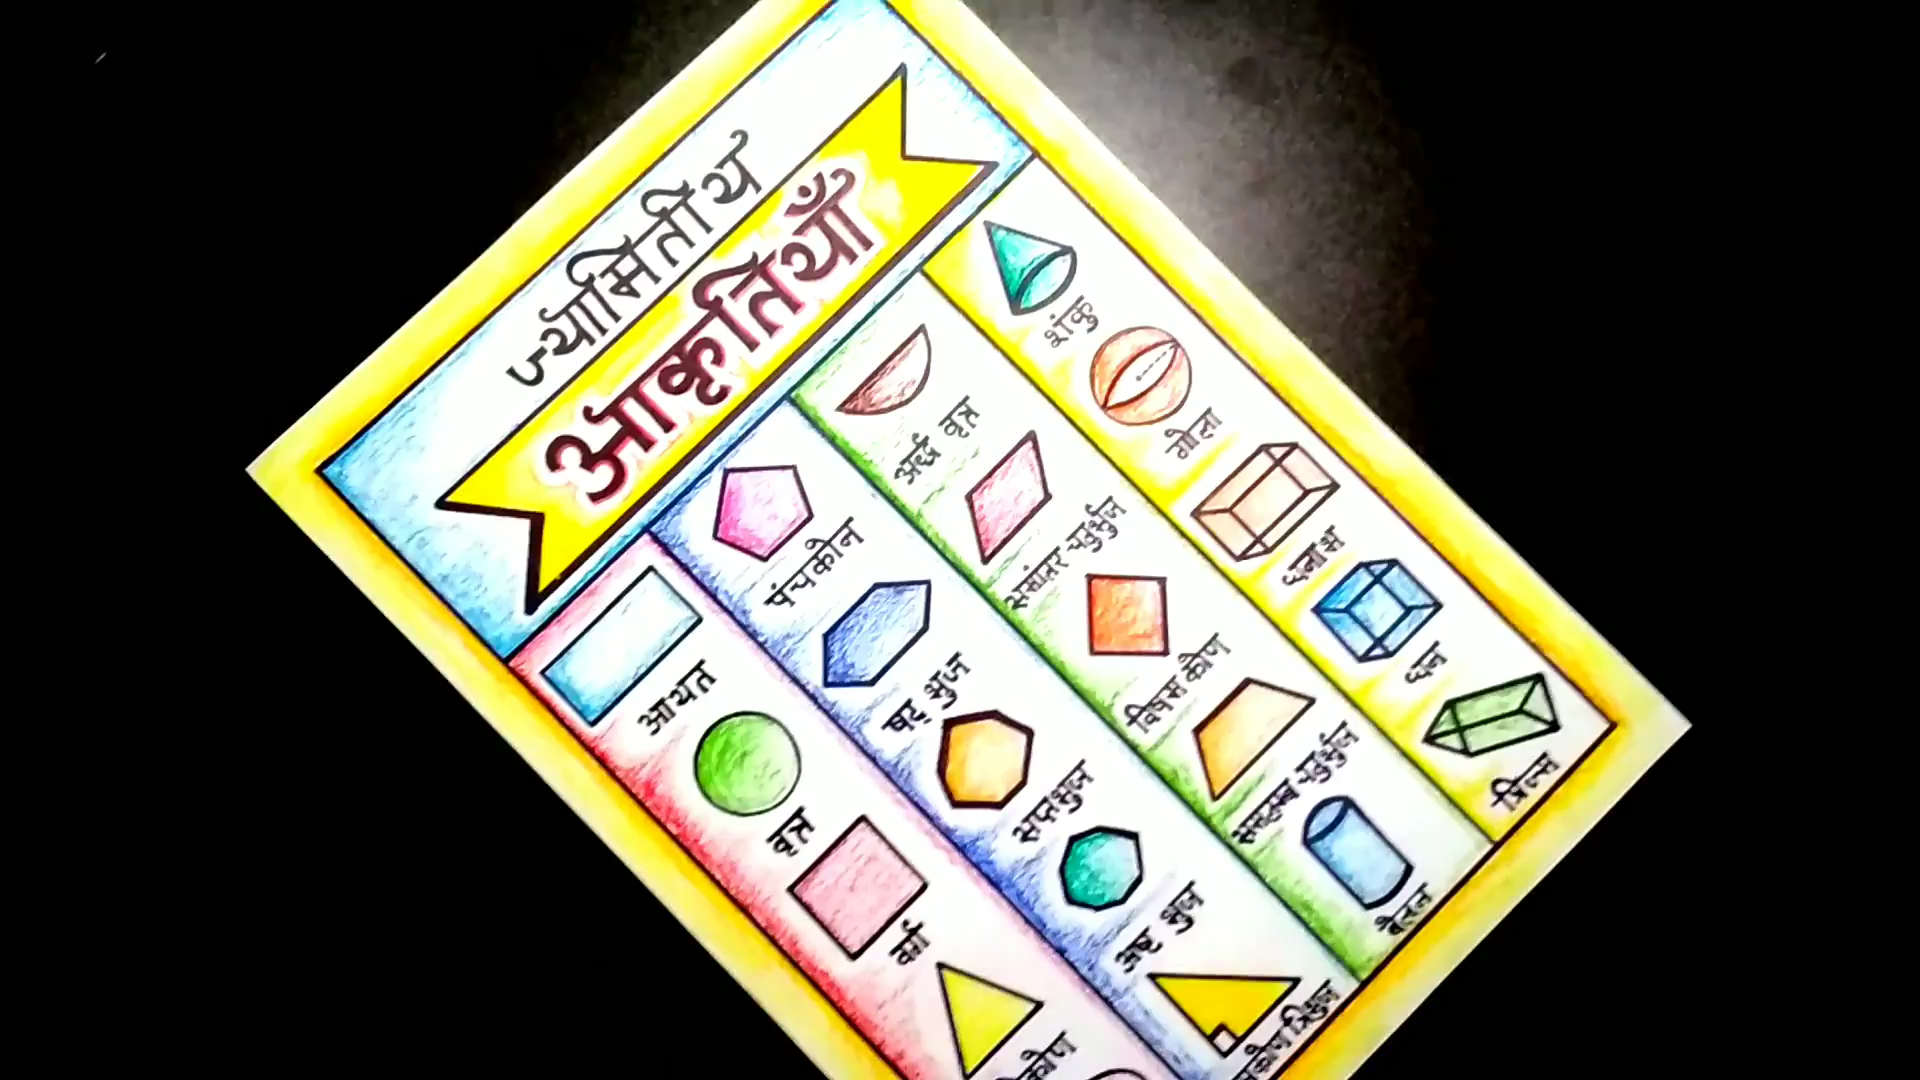 ज्यामितीय
आकृतियाँ
आयत
वृत्त
वर्ग
पंचकोन
षट् भुज
सप्तभुज
अष्ट भुज
अर्ध वृत्त
समांतर चतुर्भुज
विषम कोण
समलम्ब चतुर्भुज
बेलन
शंकु
गोला
घनाभ
घन
प्रिज्म